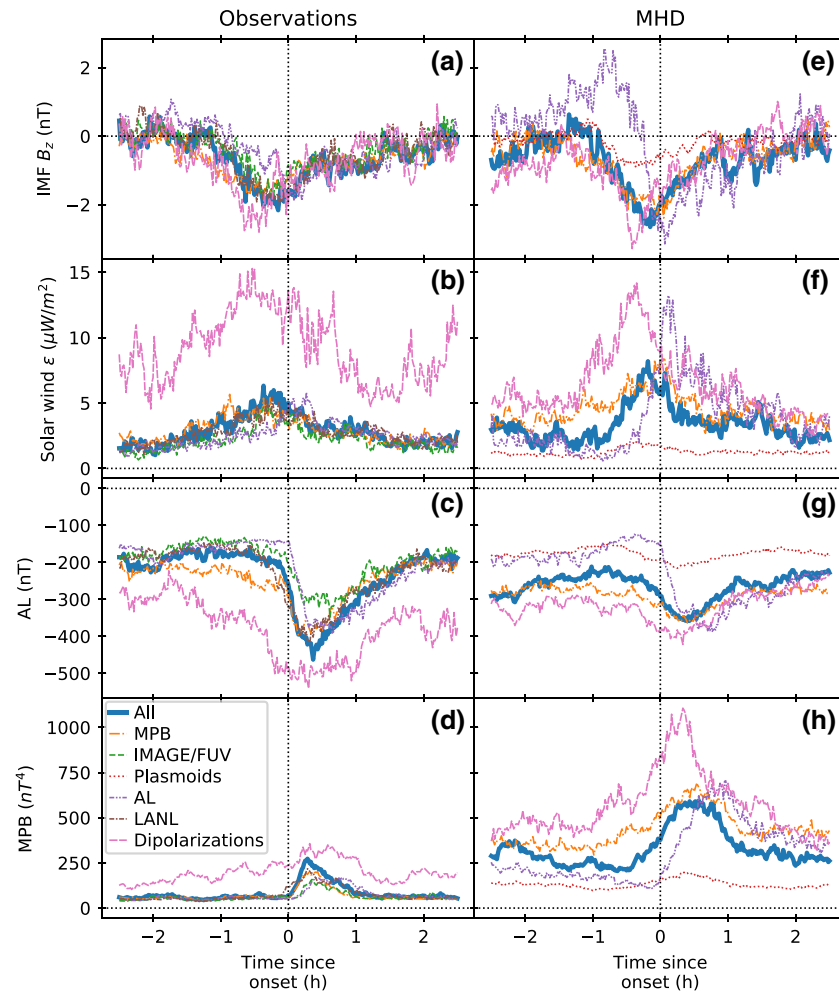 Observations
MHD
(a)
(e)
IMF B_z (nT)
2
0
−2
(b)
(f)
Solar wind ε (μW/m²)
15
10
5
0
(c)
(g)
AL (nT)
0
−100
−200
−300
−400
−500
(d)
(h)
MPB (nT⁴)
1000
750
500
250
0
All
MPB
IMAGE/FUV
Plasmoids
AL
LANL
Dipolarizations
−2 −1 0 1 2
−2 −1 0 1 2
Time since
onset (h)
Time since
onset (h)